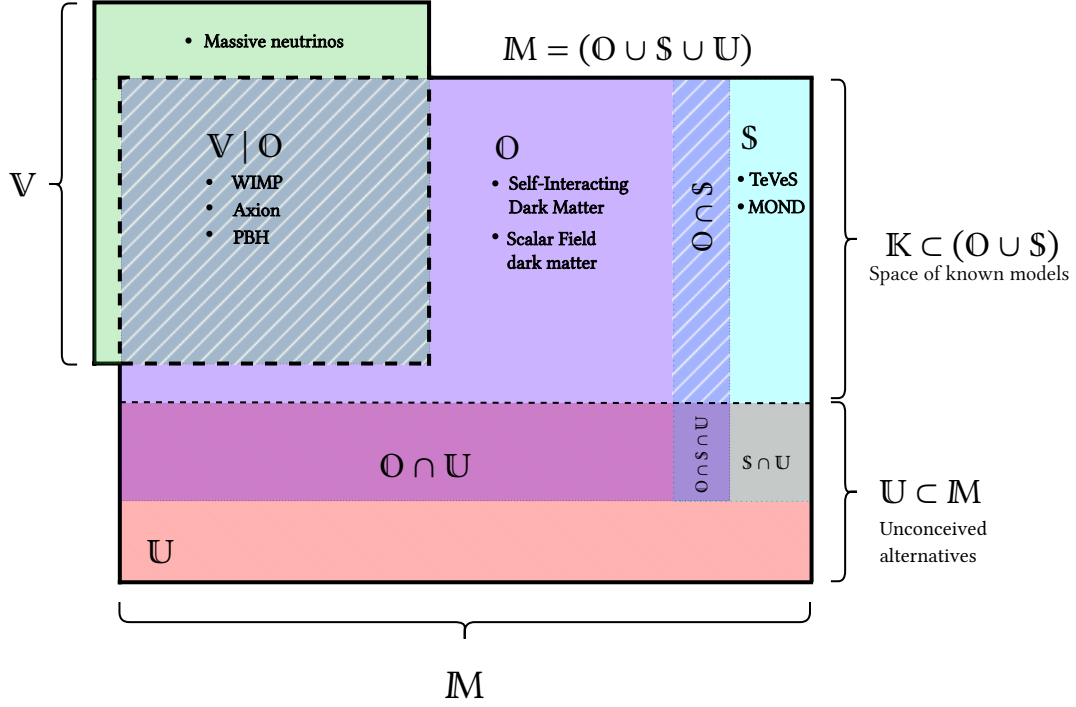 • Massive neutrinos
𝕄 = (𝕆 ∪ 𝕊 ∪ 𝕌)
𝕍
𝕍 | 𝕆
• WIMP
• Axion
• PBH
𝕆
• Self-Interacting
Dark Matter
• Scalar Field
dark matter
𝕆 ∩ 𝕊
𝕊
• TeVeS
• MOND
𝕂 ⊂ (𝕆 ∪ 𝕊)
Space of known models
𝕆 ∩ 𝕌
𝕆 ∩ 𝕊 ∩ 𝕌
𝕊 ∩ 𝕌
𝕌 ⊂ 𝕄
Unconceived
alternatives
𝕌
𝕄